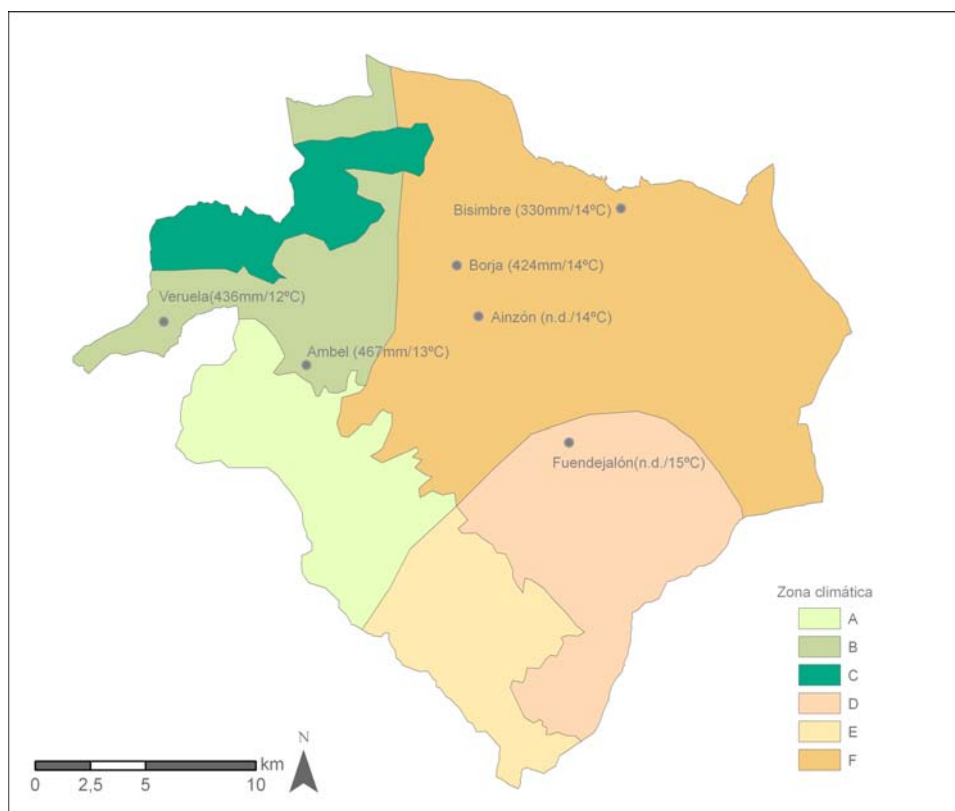 Bisimbre (330mm/14ºC)
Borja (424mm/14ºC)
Veruela(436mm/12ºC)
Ainzón (n.d./14ºC)
Ambel (467mm/13ºC)
Fuendejalón(n.d./15ºC)
Zona climática
A
B
C
D
E
F
N
km
0 2,5 5 10